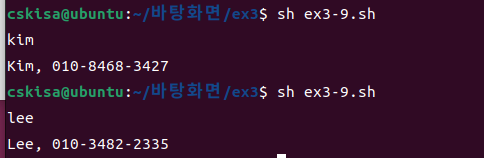 cskisa@ubuntu:~/바탕화면/ex3$ sh ex3-9.sh
kim
Kim, 010-8468-3427
cskisa@ubuntu:~/바탕화면/ex3$ sh ex3-9.sh
lee
Lee, 010-3482-2335